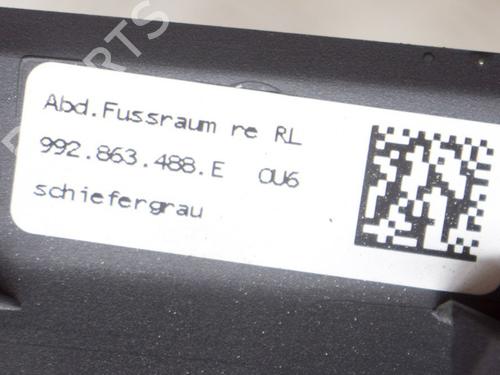 Abd.Fussraum re RL
992.863.488.E OU6
schiefergrau